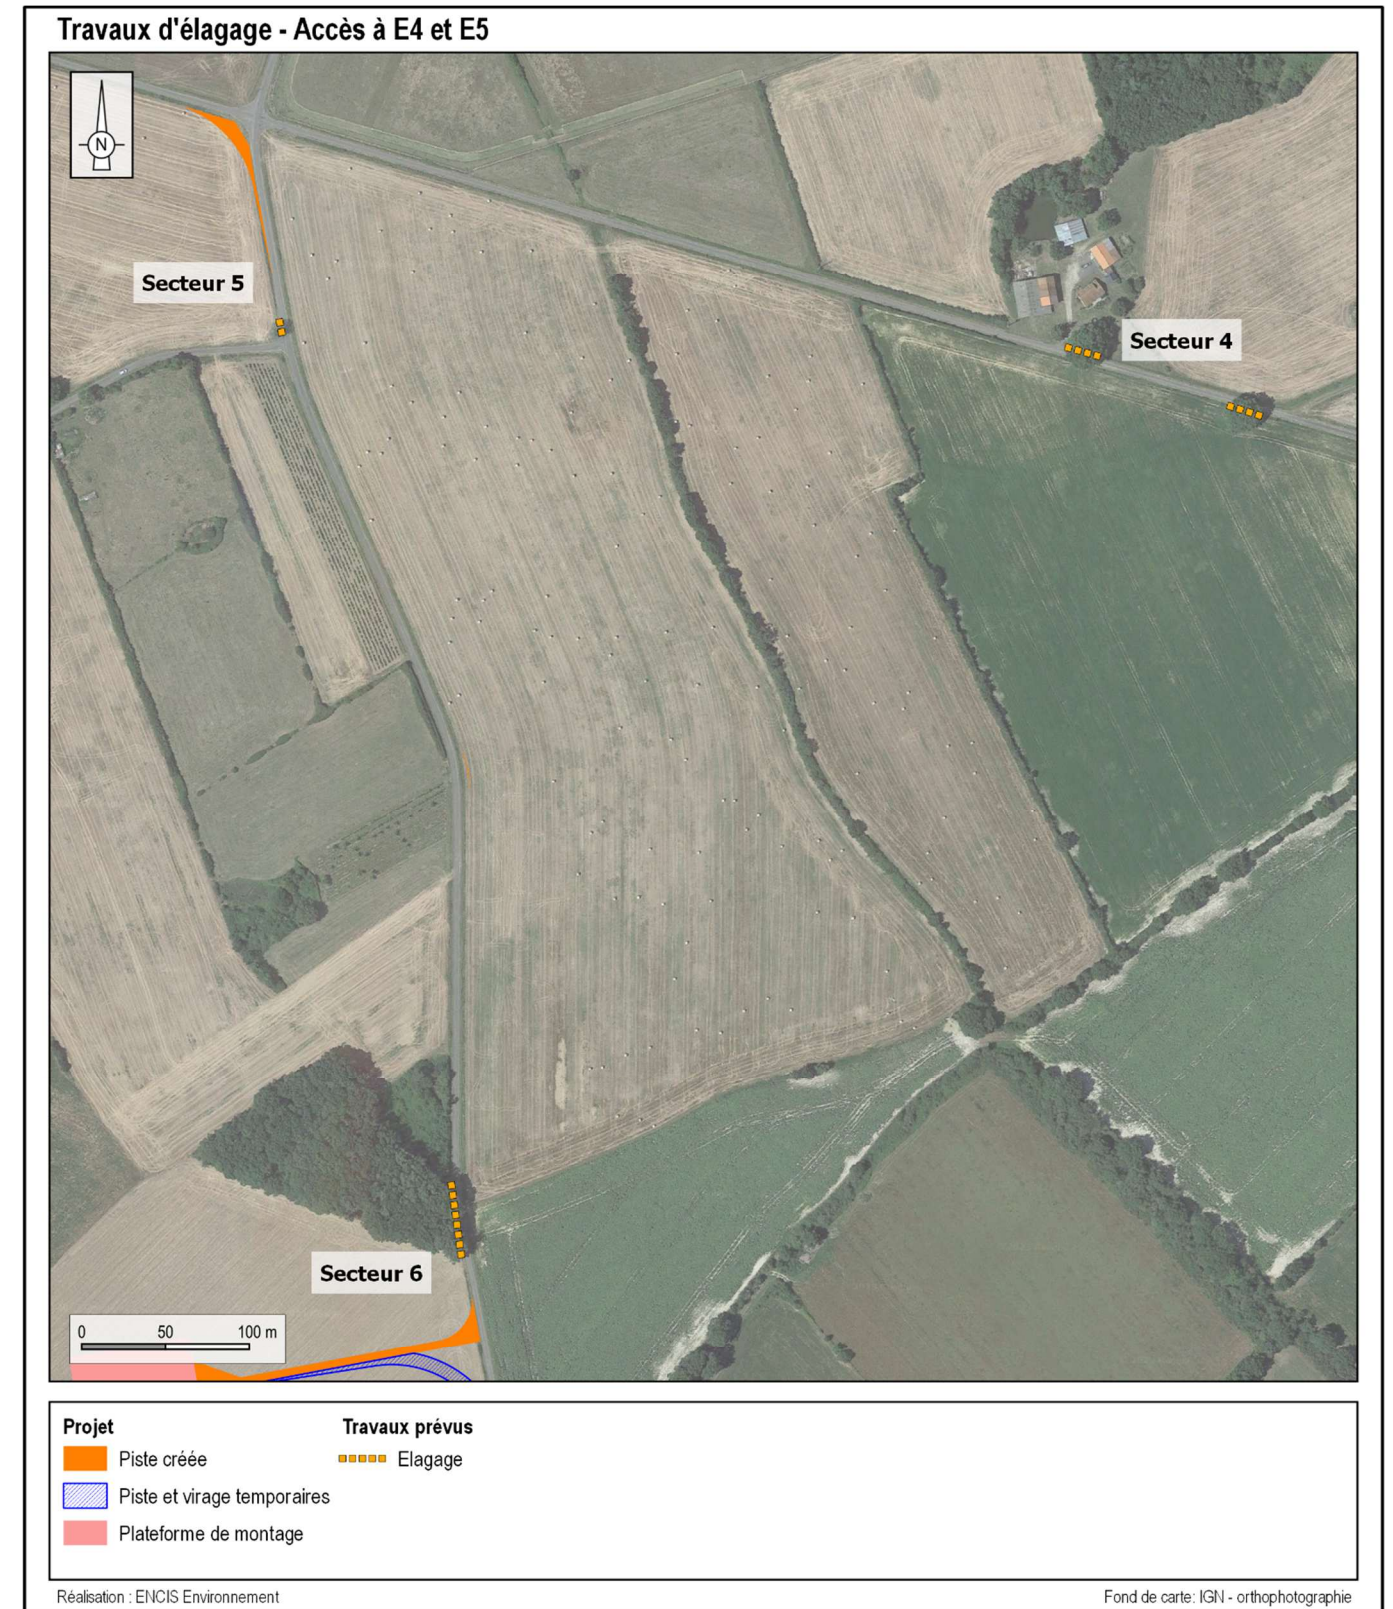 Travaux d'élagage - Accès à E4 et E5
N
Secteur 5
Secteur 4
Secteur 6
0 50 100 m
Projet
Travaux prévus
Piste créée
Elagage
Piste et virage temporaires
Plateforme de montage
Réalisation : ENCIS Environnement
Fond de carte: IGN - orthophotographie